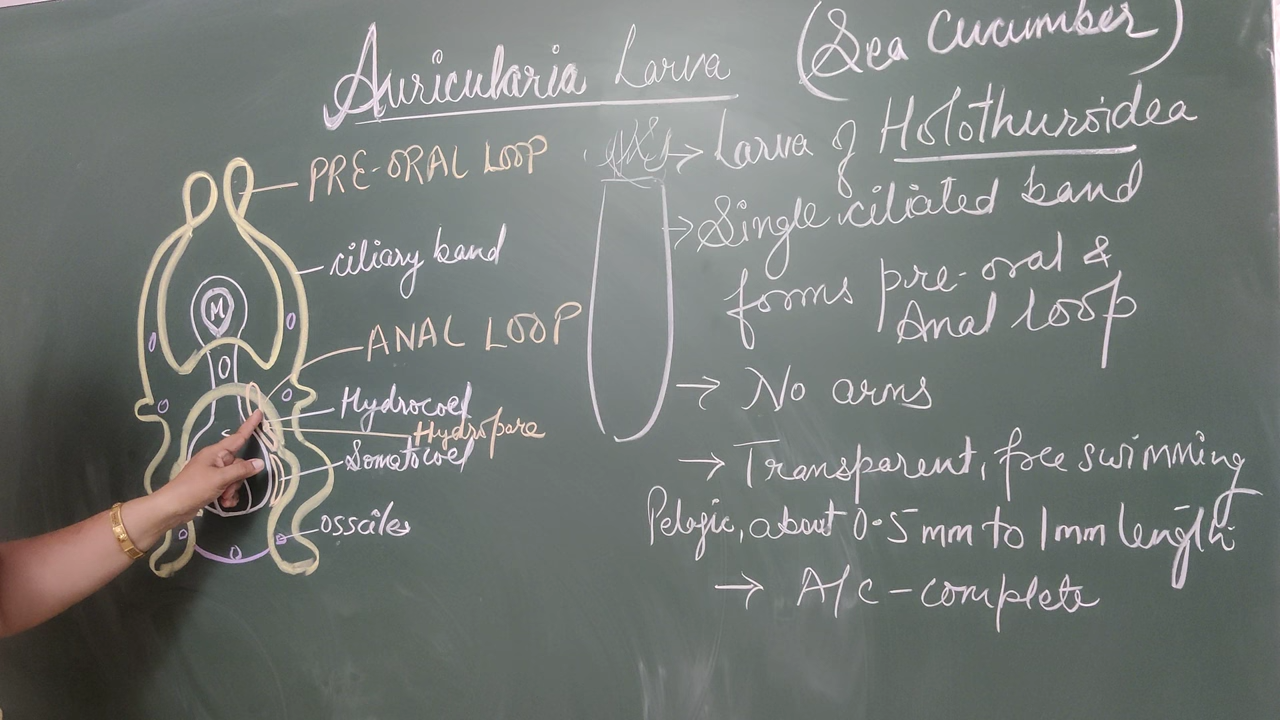 Auricularia Larva (Sea Cucumber)
PRE-ORAL LOOP
ciliary band
M
O
ANAL LOOP
Hydrocoel
Hydropore
Somatocoel
ossciles
→ Larva of Holothuroidea
→ Single ciliated band
forms pre-oral &
Anal loop
→ No arms
→ Transparent, free swimming
Pelagic, about 0.5mm to 1mm length
→ A/c - complete